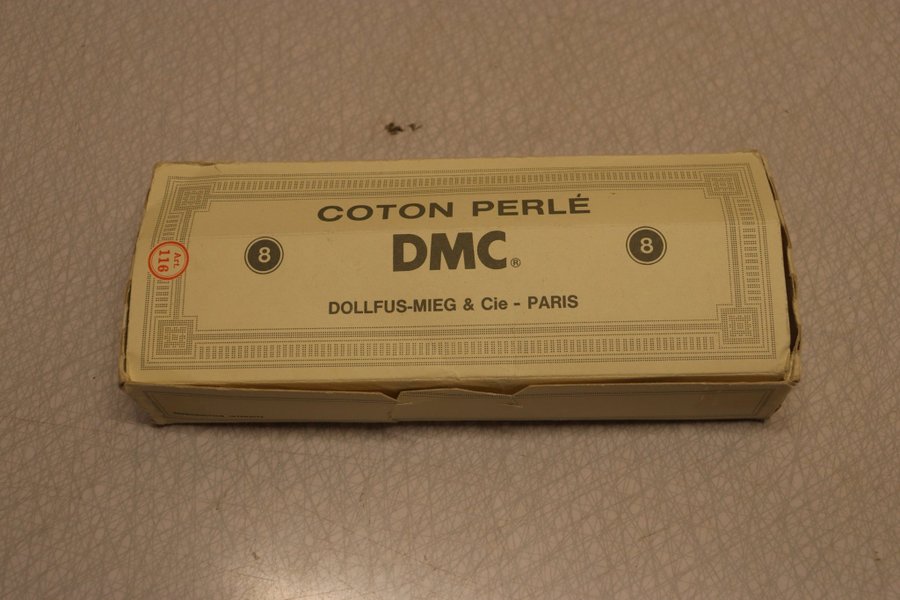 COTON PERLÉ
8
DMC®
8
DOLLFUS-MIEG & Cie - PARIS
Art.
116